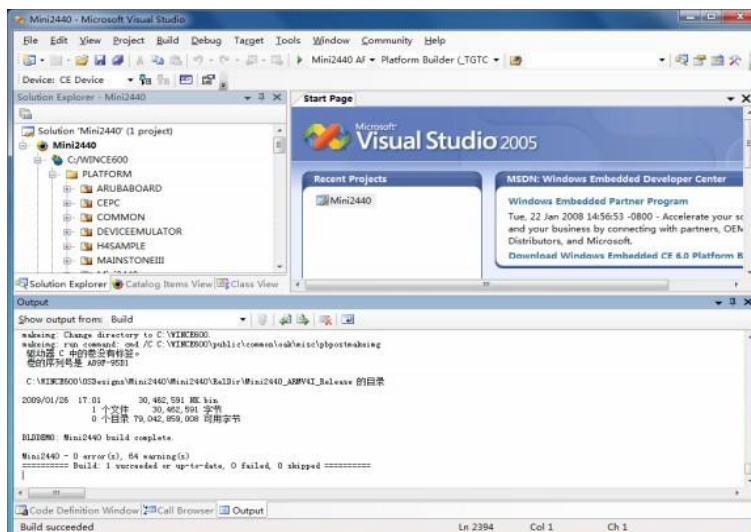 Mini2440 - Microsoft Visual Studio
File Edit View Project Build Debug Target Tools Window Community Help
Mini2440 AF Platform Builder (_TGTC
Device: CE Device
Solution Explorer - Mini2440
Start Page
Solution 'Mini2440' (1 project)
Mini2440
C:/WINCE600
PLATFORM
ARUBABOARD
CEPC
COMMON
DEVICEEMULATOR
H4SAMPLE
MAINSTONEIII
Microsoft
Visual Studio 2005
Recent Projects
Mini2440
MSDN: Windows Embedded Developer Center
Windows Embedded Partner Program
Tue, 22 Jan 2008 14:56:53 -0800 - Accelerate your
and your business by connecting with partners, OEM
Distributors, and Microsoft.
Download Windows Embedded CE 6.0 Platform B
Solution Explorer Catalog Items View Class View
Output
Show output from: Build
makeimg: Change directory to C:\WINCE600.
makeimg: run command: cmd /C C:\WINCE600\public\common\oak\misc\pbpostmakeimg
驱动器 C 中的卷没有标签。
卷的序列号是
C:\WINCE600\OSDesigns\Mini2440\Mini2440\RelDir\Mini2440_ARMV4I_Release 的目录
2009/01/26 17:01 30,462,591 NK.bin
1 个文件 30,462,591 字节
0 个目录 79,042,859,008 可用字节
BLDDEMO: Mini2440 build complete.
Mini2440 - 0 error(s), 64 warning(s)
========== Build: 1 succeeded or up-to-date, 0 failed, 0 skipped ==========
Code Definition Window Call Browser Output
Build succeeded Ln 2394 Col 1 Ch 1